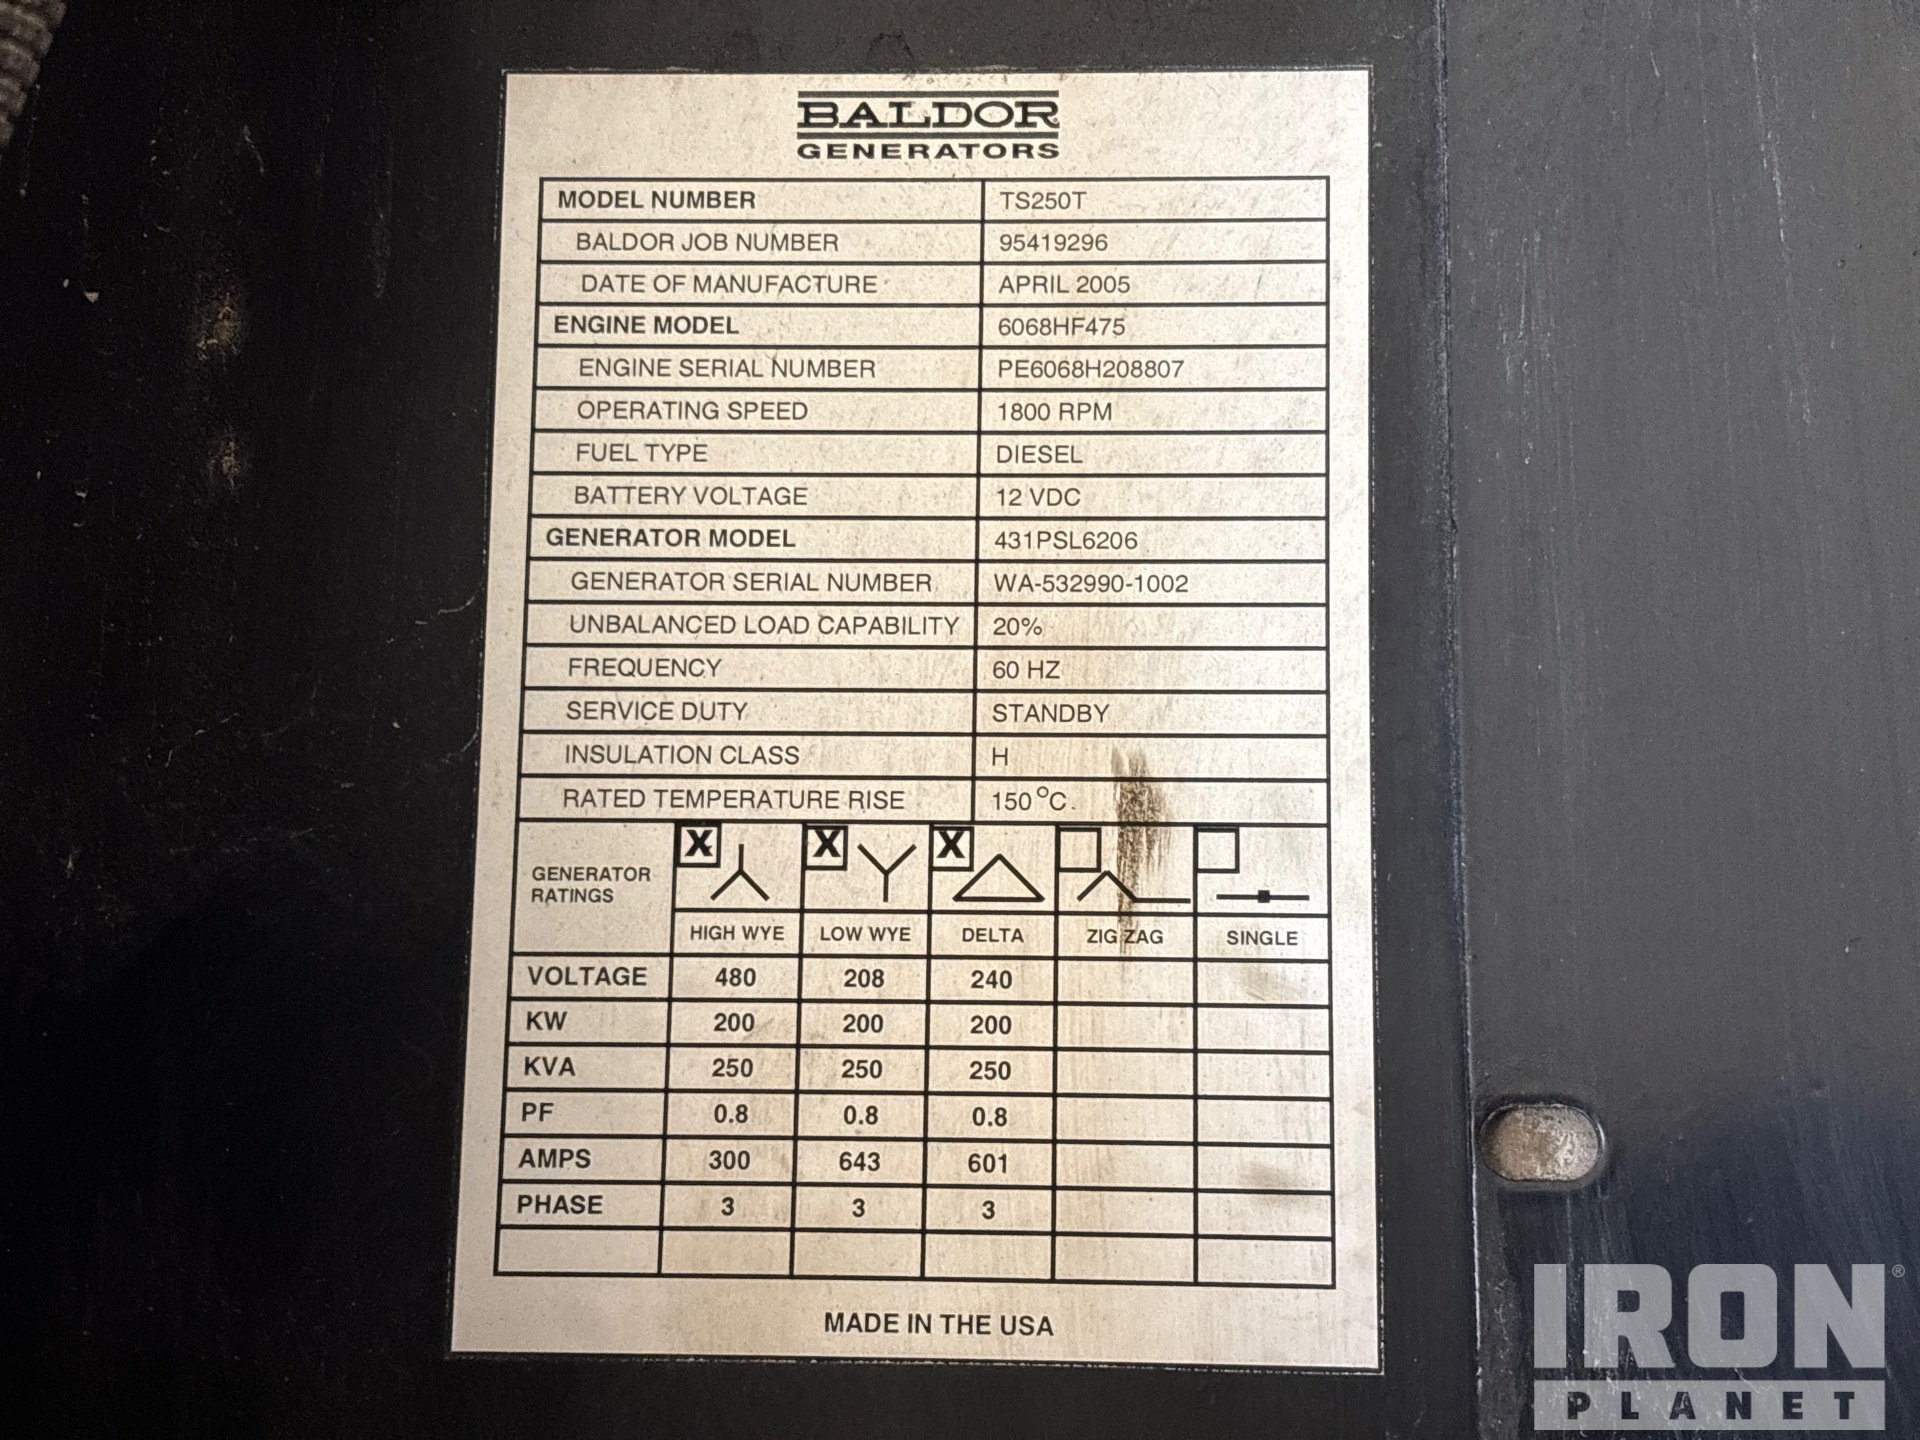 BALDOR
GENERATORS
MODEL NUMBER TS250T
BALDOR JOB NUMBER 95419296
DATE OF MANUFACTURE APRIL 2005
ENGINE MODEL 6068HF475
ENGINE SERIAL NUMBER PE6068H208807
OPERATING SPEED 1800 RPM
FUEL TYPE DIESEL
BATTERY VOLTAGE 12 VDC
GENERATOR MODEL 431PSL6206
GENERATOR SERIAL NUMBER WA-532990-1002
UNBALANCED LOAD CAPABILITY 20%
FREQUENCY 60 HZ
SERVICE DUTY STANDBY
INSULATION CLASS H
RATED TEMPERATURE RISE 150°C.
X X X
GENERATOR
RATINGS
HIGH WYE LOW WYE DELTA ZIG ZAG SINGLE
VOLTAGE 480 208 240
KW 200 200 200
KVA 250 250 250
PF 0.8 0.8 0.8
AMPS 300 643 601
PHASE 3 3 3
MADE IN THE USA
IRON®
PLANET